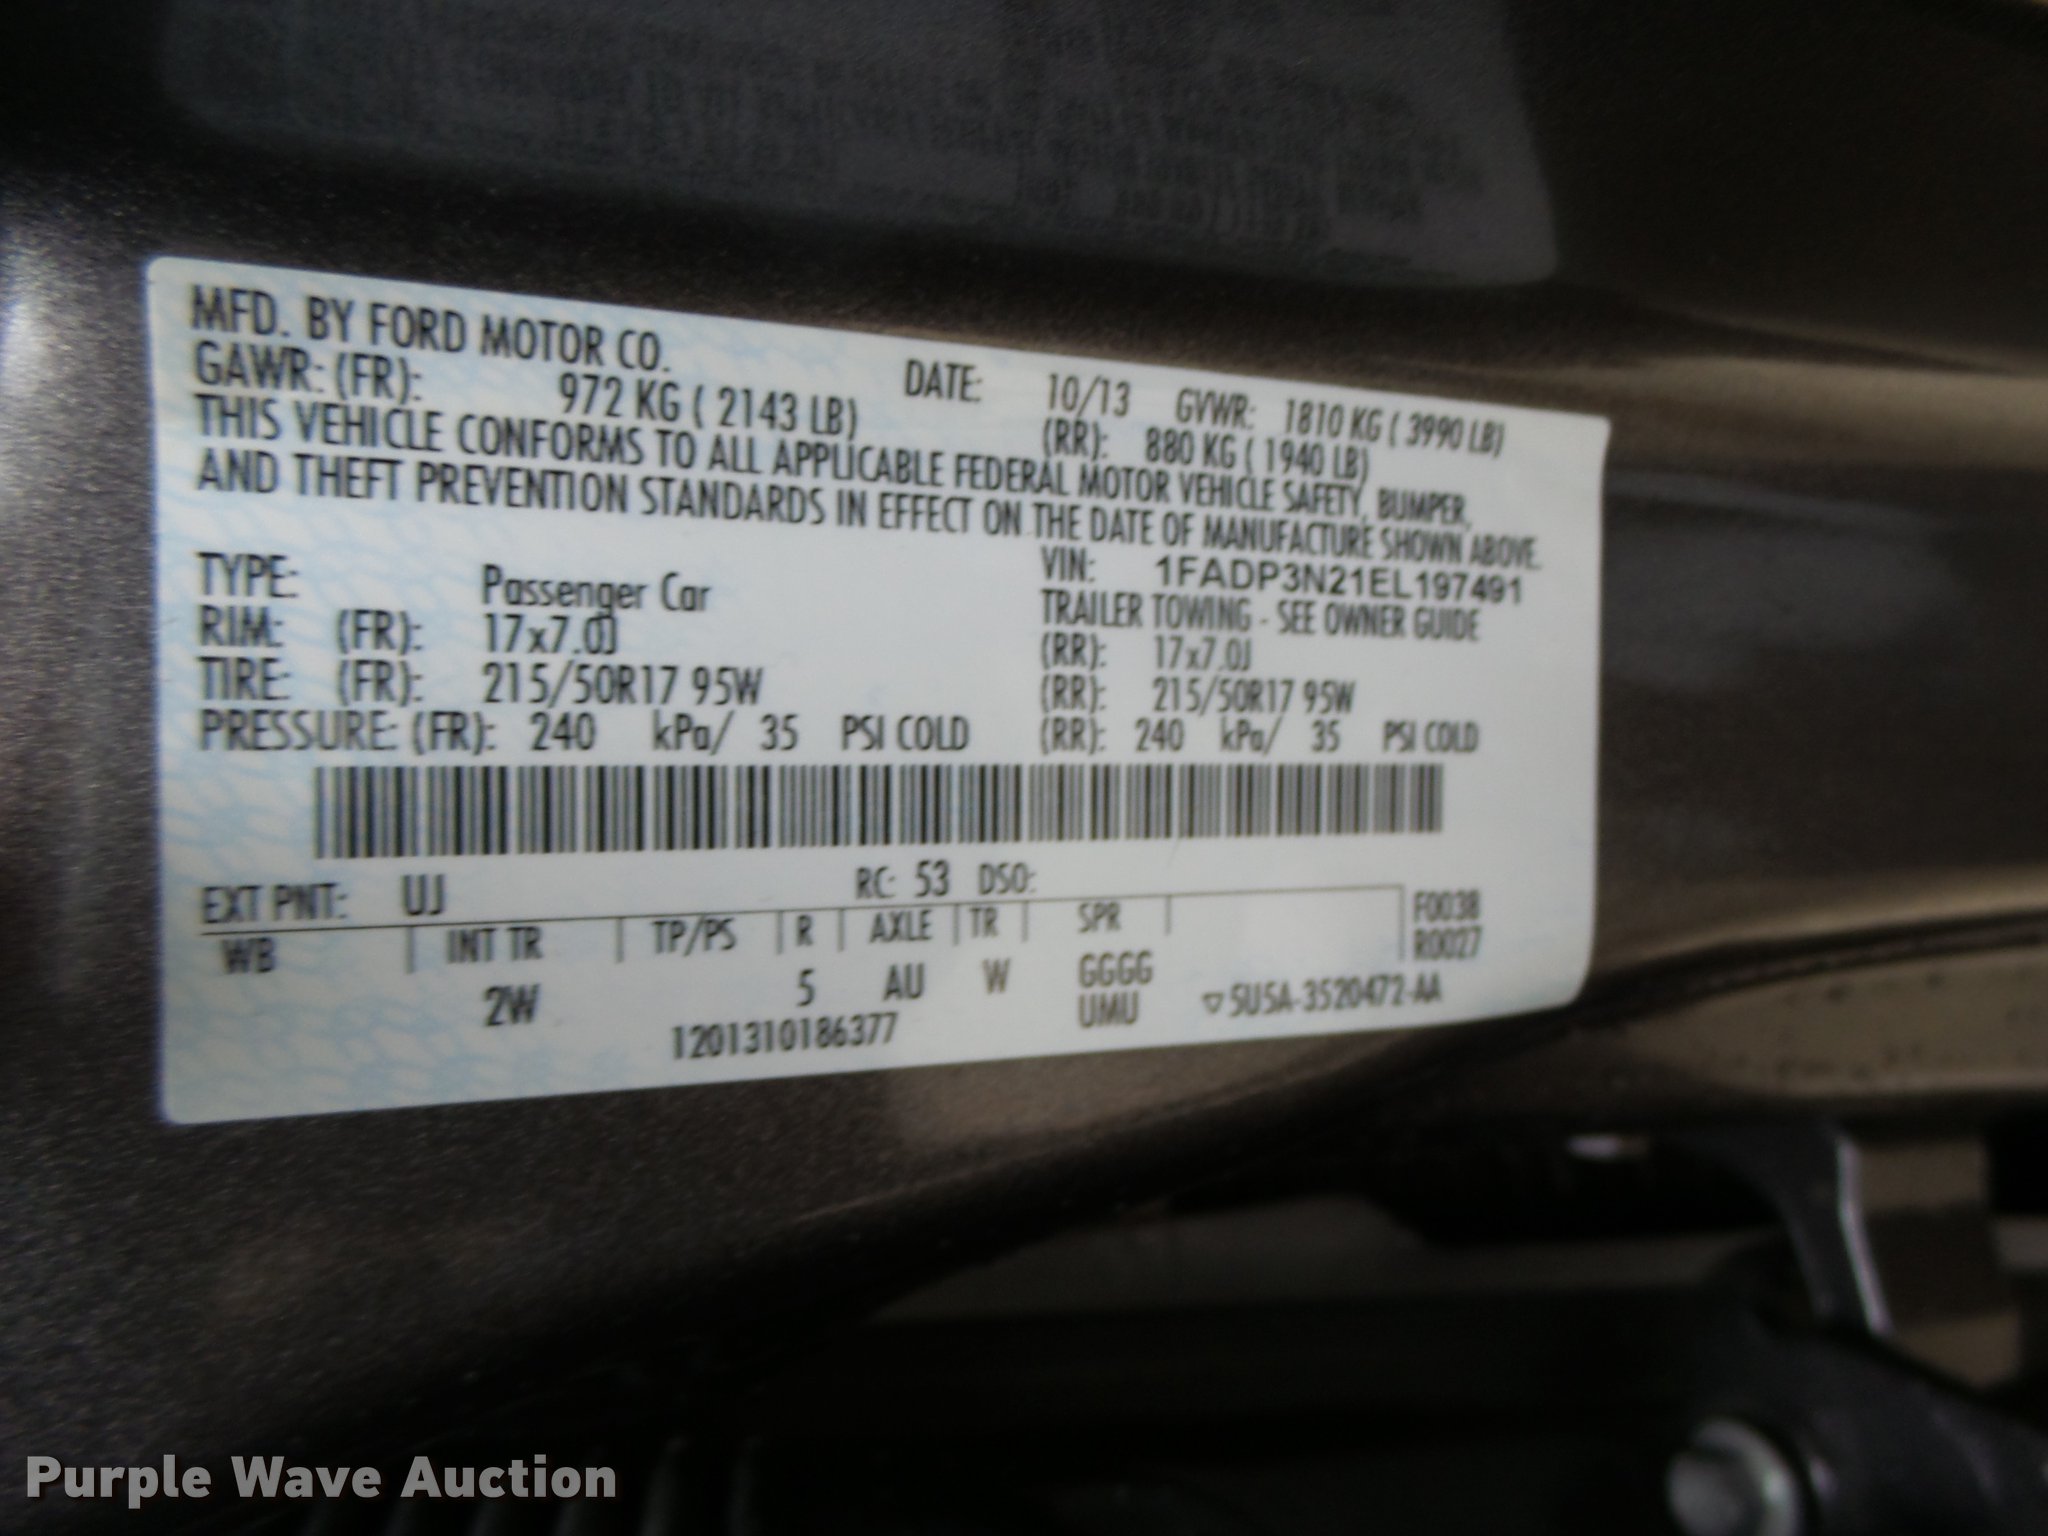 MFD. BY FORD MOTOR CO. DATE: 10/13 GVWR: 1810 KG ( 3990 LB)
GAWR: (FR): 972 KG ( 2143 LB) (RR): 880 KG ( 1940 LB)
THIS VEHICLE CONFORMS TO ALL APPLICABLE FEDERAL MOTOR VEHICLE SAFETY, BUMPER,
AND THEFT PREVENTION STANDARDS IN EFFECT ON THE DATE OF MANUFACTURE SHOWN ABOVE.
VIN: 1FADP3N21EL197491
TYPE: Passenger Car TRAILER TOWING - SEE OWNER GUIDE
RIM: (FR): 17x7.0J (RR): 17x7.0J
TIRE: (FR): 215/50R17 95W (RR): 215/50R17 95W
PRESSURE: (FR): 240 kPa/ 35 PSI COLD (RR): 240 kPa/ 35 PSI COLD
EXT PNT: UJ RC: 53 DSO: F0038
WB INT TR TP/PS R AXLE TR SPR R0027
2W 5 AU W GGGG
1201310186377 UMU ▽5U5A-3520472-AA
Purple Wave Auction